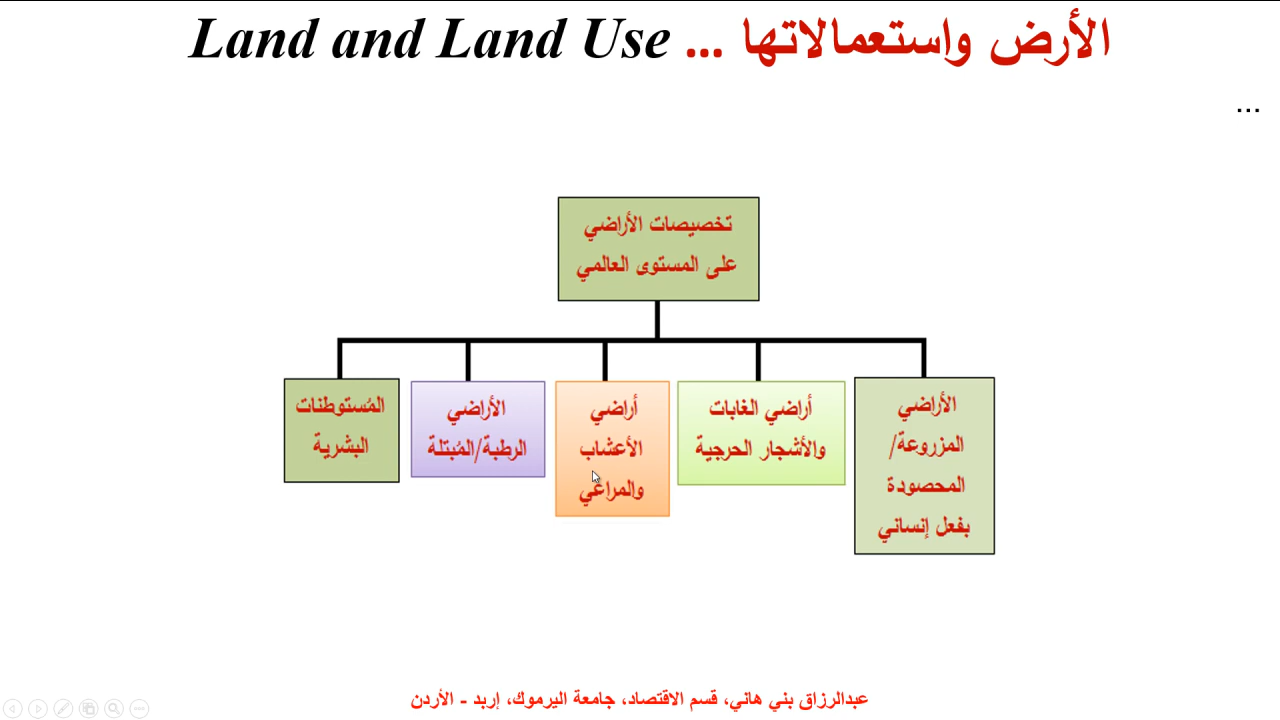 الأرض واستعمالاتها ... Land and Land Use
...
تخصيصات الأراضي
على المستوى العالمي
الأراضي
المزروعة/
المحصودة
بفعل إنساني
أراضي الغابات
والأشجار الحرجية
أراضي
الأعشاب
والمراعي
الأراضي
الرطبة/المُبتلة
المُستوطنات
البشرية
عبدالرزاق بني هاني، قسم الاقتصاد، جامعة اليرموك، إربد - الأردن